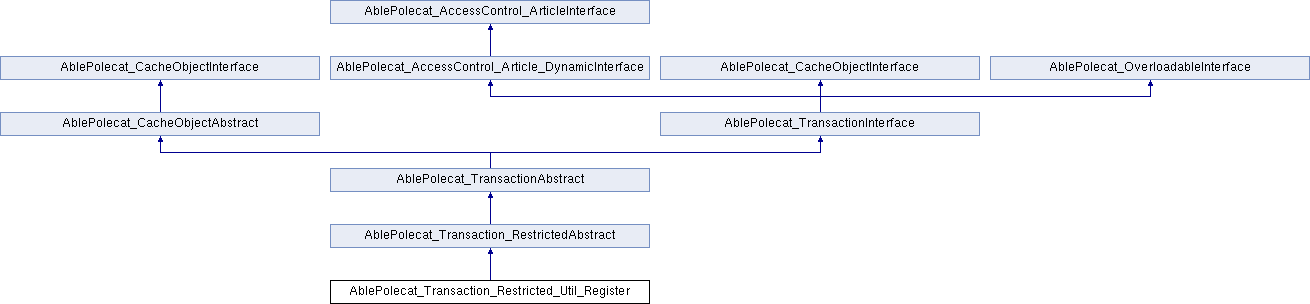 AblePolecat_AccessControl_ArticleInterface
AblePolecat_CacheObjectInterface
AblePolecat_AccessControl_Article_DynamicInterface
AblePolecat_CacheObjectInterface
AblePolecat_OverloadableInterface
AblePolecat_CacheObjectAbstract
AblePolecat_TransactionInterface
AblePolecat_TransactionAbstract
AblePolecat_Transaction_RestrictedAbstract
AblePolecat_Transaction_Restricted_Util_Register